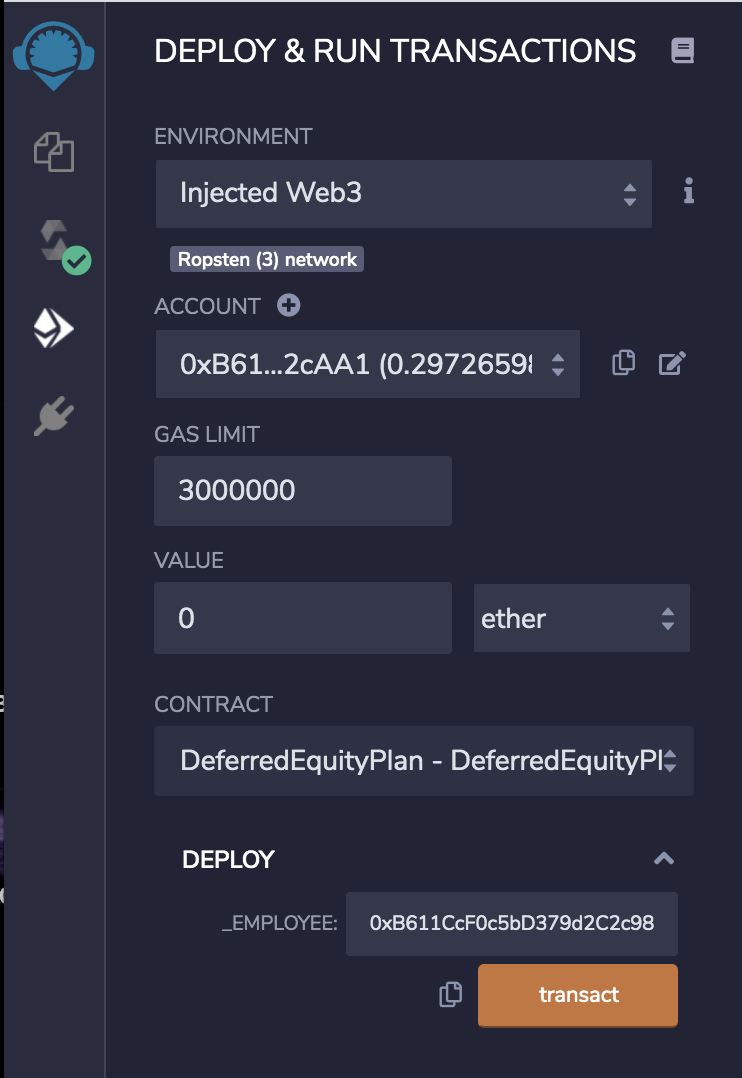 DEPLOY & RUN TRANSACTIONS
ENVIRONMENT
Injected Web3
Ropsten (3) network
ACCOUNT
0xB61...2cAA1 (0.29726598
GAS LIMIT
3000000
VALUE
0 ether
CONTRACT
DeferredEquityPlan - DeferredEquityPl
DEPLOY
_EMPLOYEE: 0xB611CcF0c5bD379d2C2c98
transact